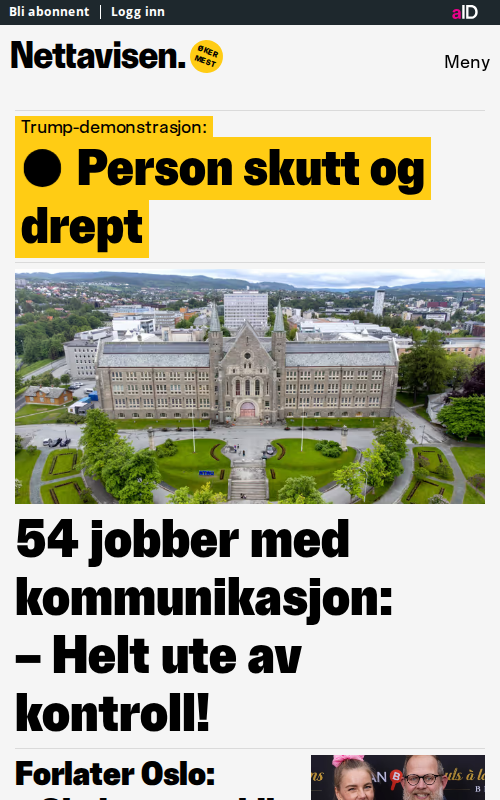 Bli abonnent | Logg inn
aID
Nettavisen.
ØKER
MEST
Meny
Trump-demonstrasjon:
● Person skutt og
drept
54 jobber med
kommunikasjon:
– Helt ute av
kontroll!
Forlater Oslo: